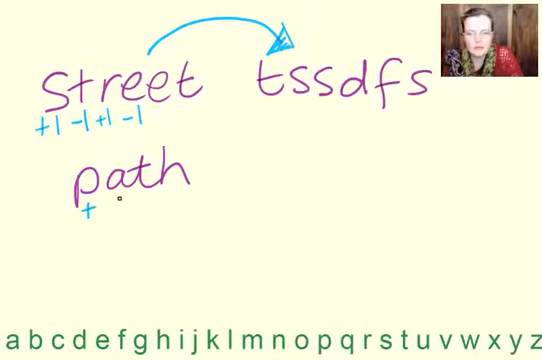 street tssdfs
+1 -1 +1 -1
path
+
a b c d e f g h i j k l m n o p q r s t u v w x y z